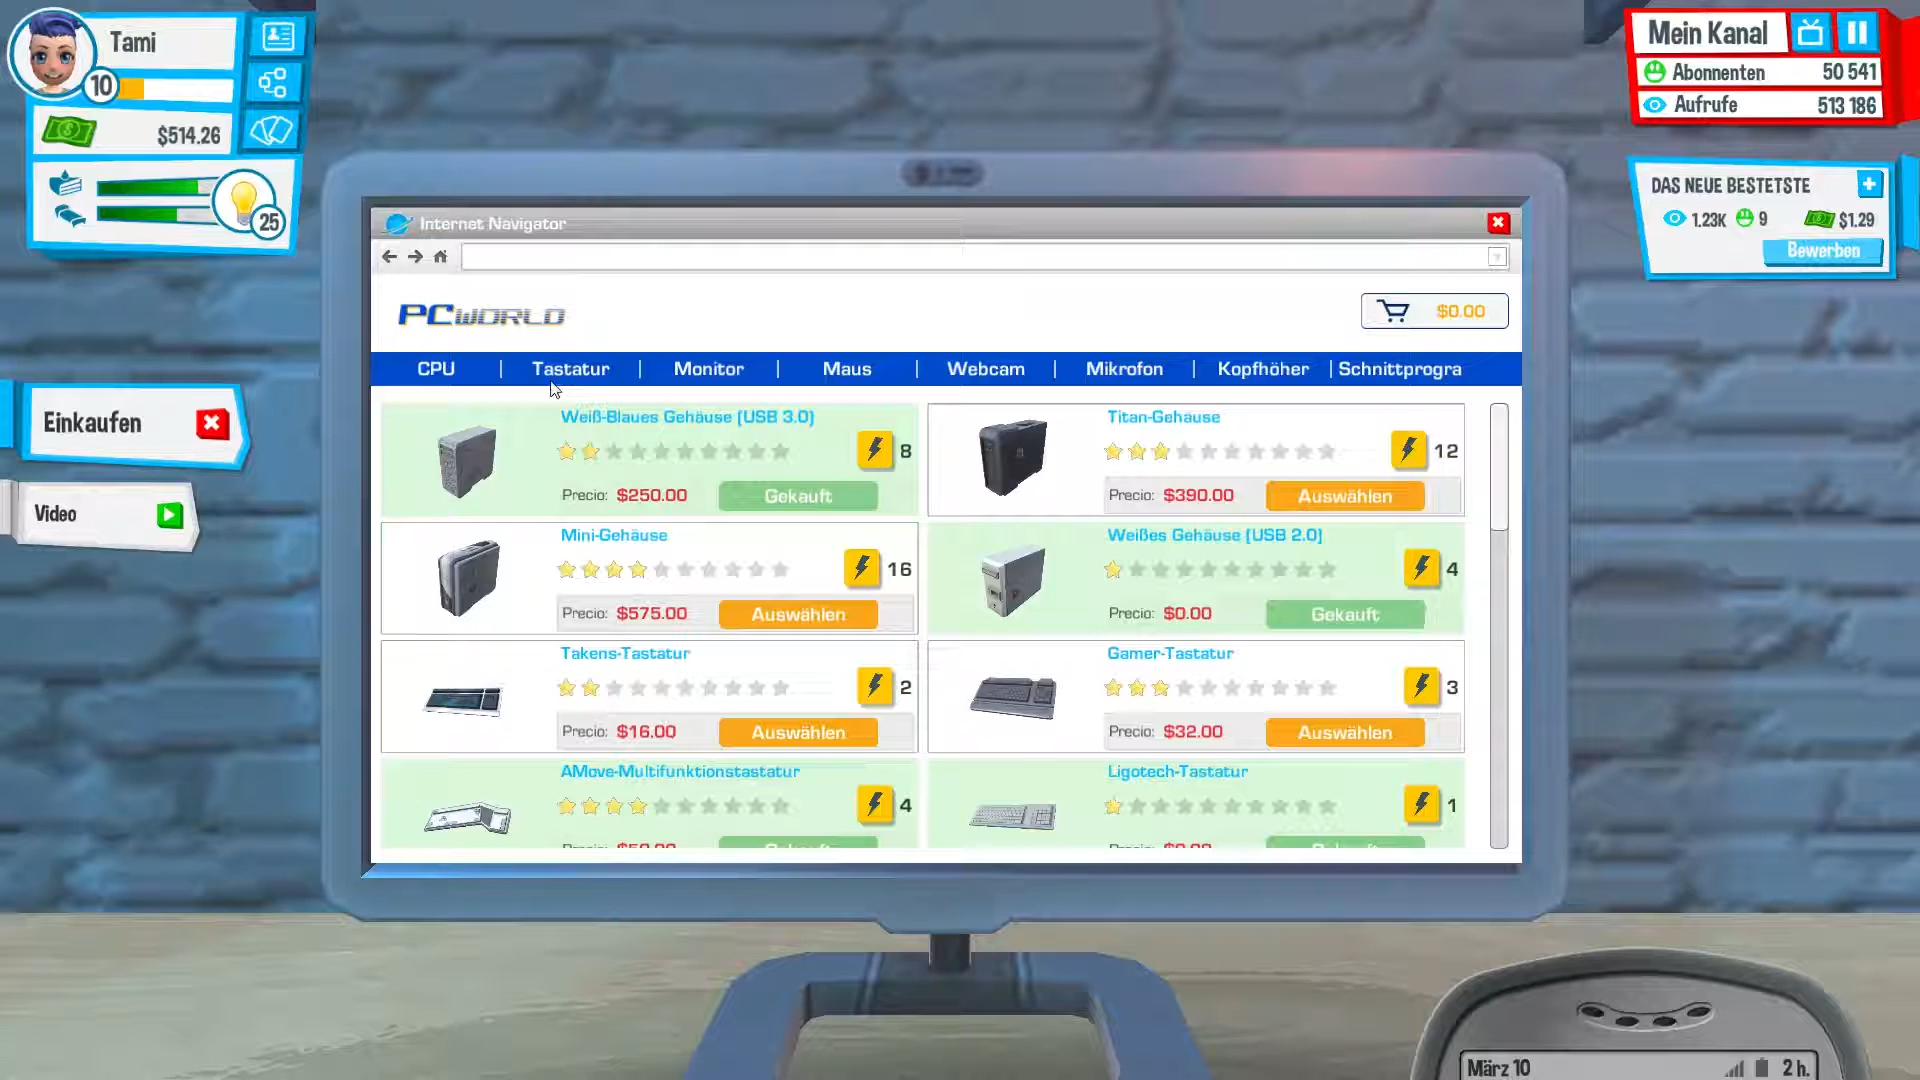 Tami
10
$514.26
25
Mein Kanal
Abonnenten 50 541
Aufrufe 513 186
DAS NEUE BESTETSTE
1.23K 9 $1.29
Bewerben
Einkaufen
Video
Internet Navigator
PCWORLD
$0.00
CPU | Tastatur | Monitor | Maus | Webcam | Mikrofon | Kopfhöher | Schnittprogra
Weiß-Blaues Gehäuse (USB 3.0)
8
Precio: $250.00 Gekauft
Titan-Gehäuse
12
Precio: $390.00 Auswählen
Mini-Gehäuse
16
Precio: $575.00 Auswählen
Weißes Gehäuse (USB 2.0)
4
Precio: $0.00 Gekauft
Takens-Tastatur
2
Precio: $16.00 Auswählen
Gamer-Tastatur
3
Precio: $32.00 Auswählen
AMove-Multifunktionstastatur
4
Ligotech-Tastatur
1
März 10 2 h.